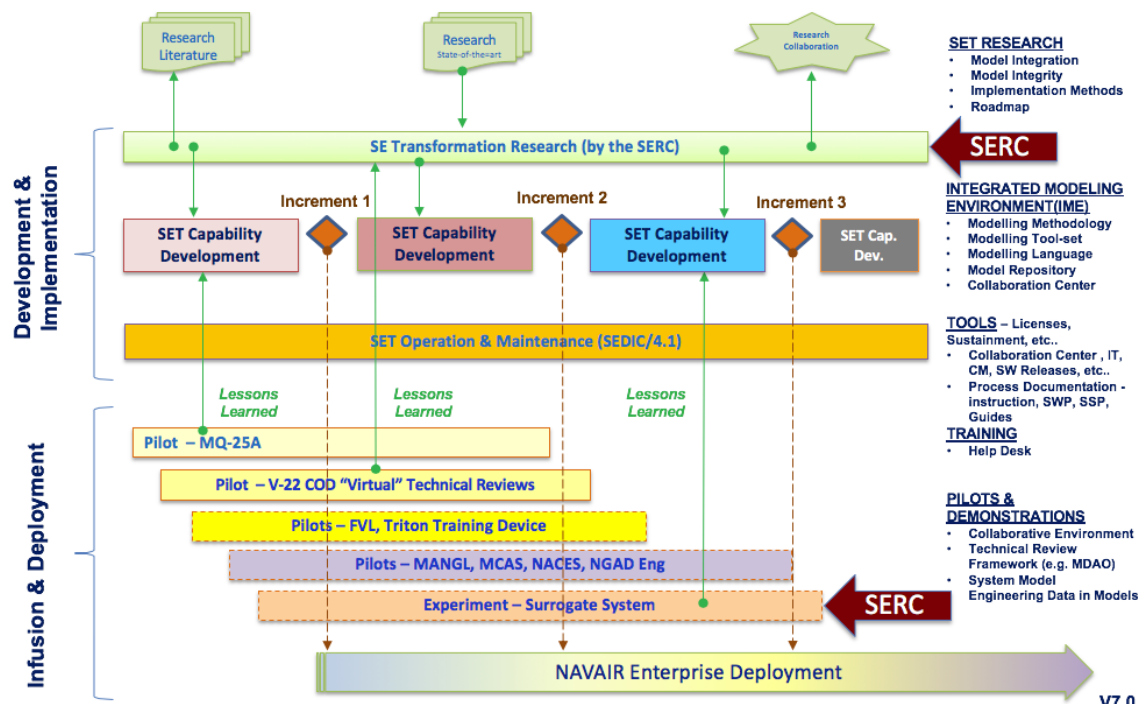 Research
Literature
Research
State-of-the=art
Research
Collaboration
SET RESEARCH
• Model Integration
• Model Integrity
• Implementation Methods
• Roadmap
SE Transformation Research (by the SERC)
SERC
Development &
Implementation
Increment 1
Increment 2
Increment 3
SET Capability
Development
SET Capability
Development
SET Capability
Development
SET Cap.
Dev.
INTEGRATED MODELING
ENVIRONMENT(IME)
• Modelling Methodology
• Modelling Tool-set
• Modelling Language
• Model Repository
• Collaboration Center
SET Operation & Maintenance (SEDIC/4.1)
TOOLS – Licenses,
Sustainment, etc..
• Collaboration Center , IT,
CM, SW Releases, etc..
• Process Documentation -
instruction, SWP, SSP,
Guides
TRAINING
• Help Desk
Lessons
Learned
Lessons
Learned
Lessons
Learned
Infusion & Deployment
Pilot – MQ-25A
Pilot – V-22 COD “Virtual” Technical Reviews
Pilots – FVL, Triton Training Device
Pilots – MANGL, MCAS, NACES, NGAD Eng
Experiment – Surrogate System
SERC
PILOTS &
DEMONSTRATIONS
• Collaborative Environment
• Technical Review
Framework (e.g. MDAO)
• System Model
Engineering Data in Models
NAVAIR Enterprise Deployment
V7.0